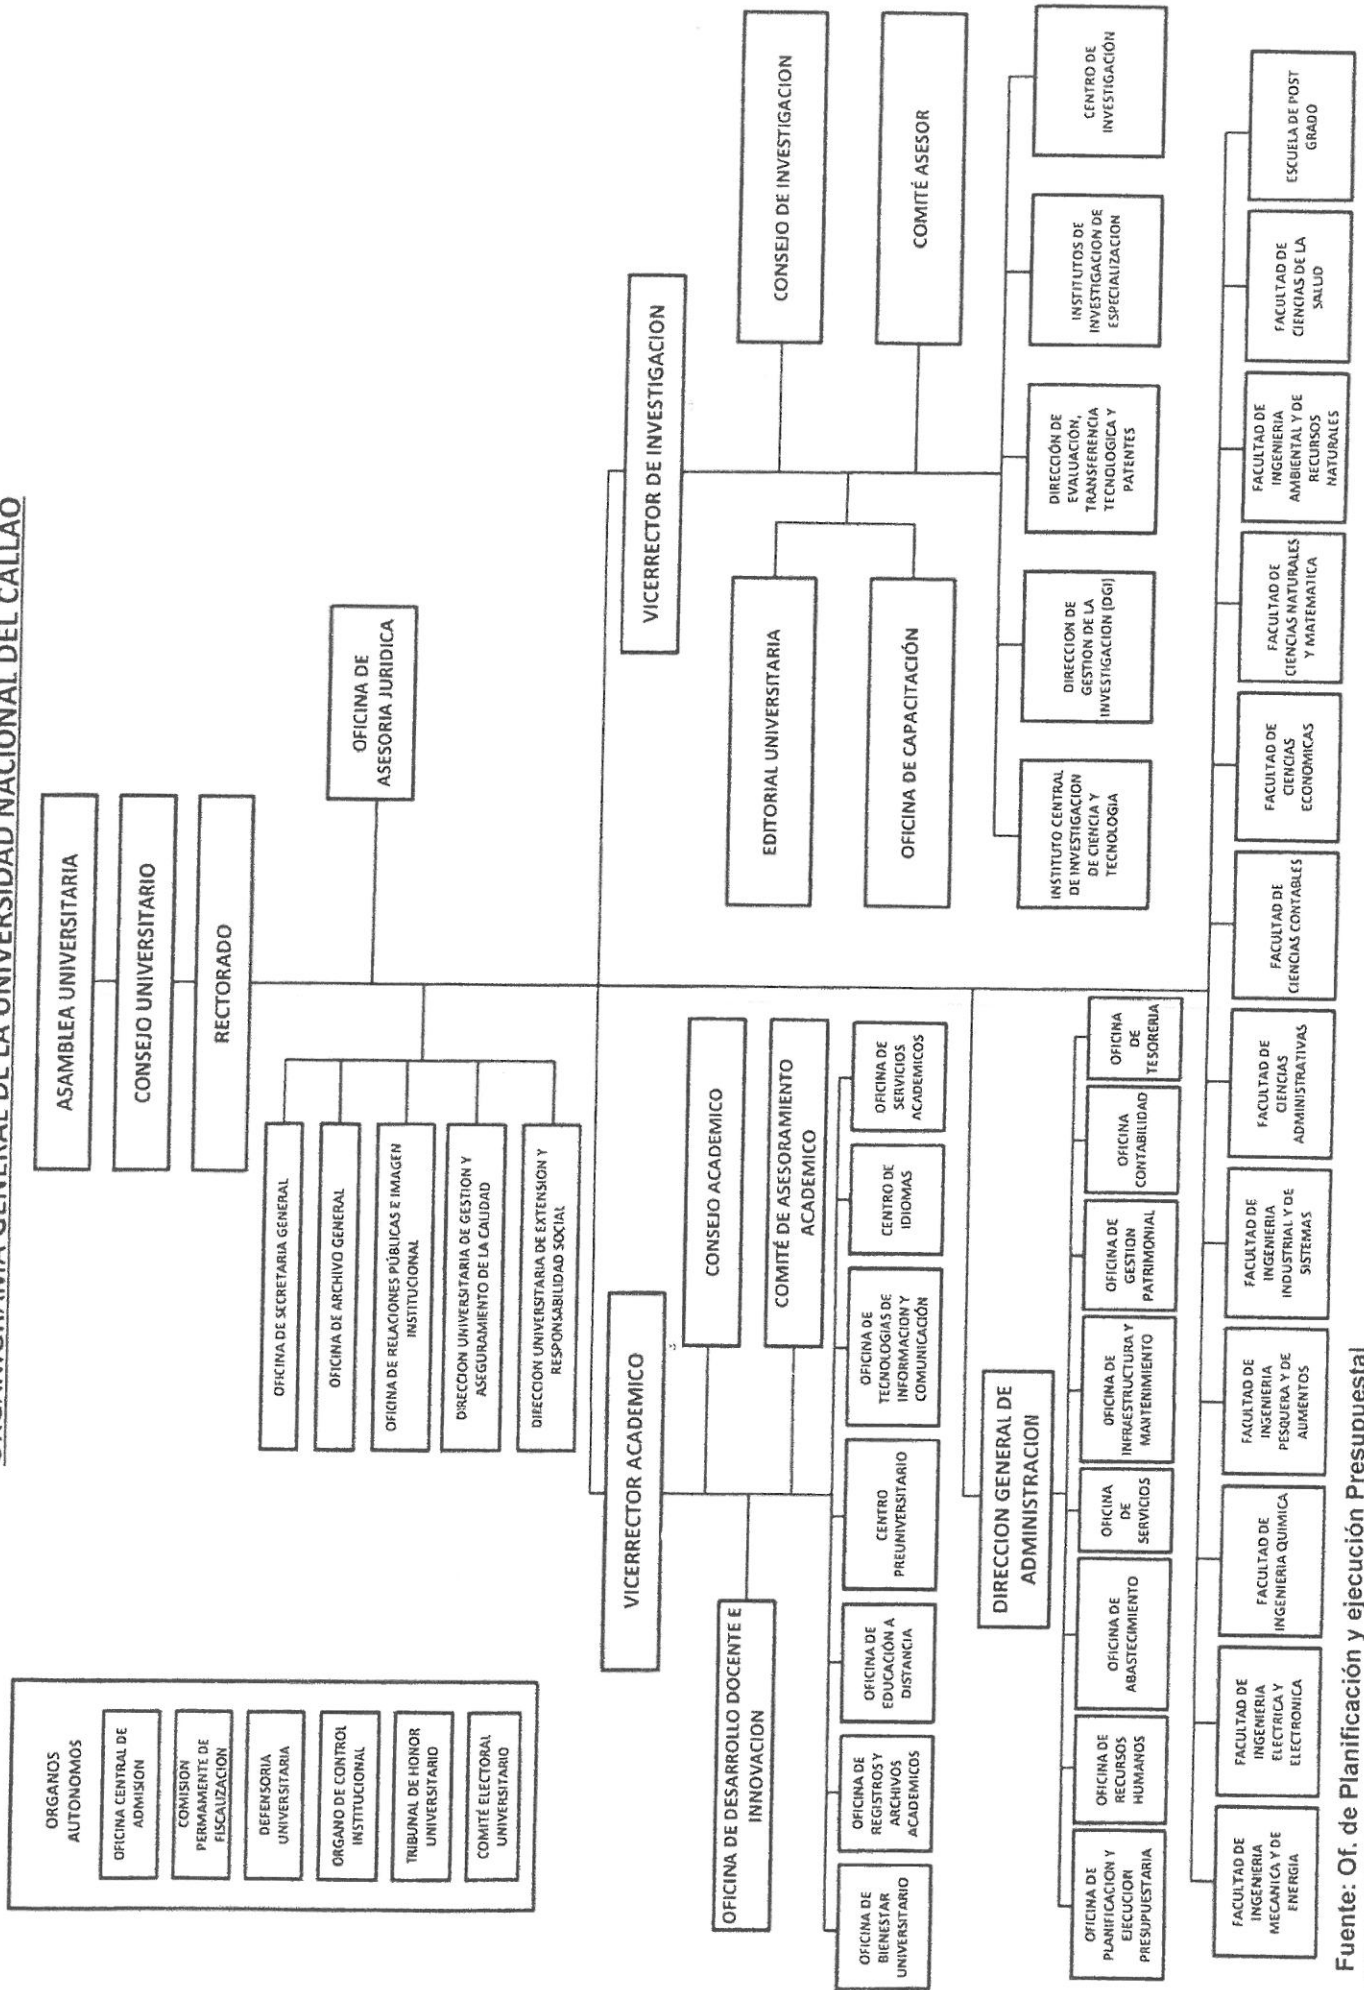 ORGANIGRAMA GENERAL DE LA UNIVERSIDAD NACIONAL DEL CALLAO
ORGANOS
AUTONOMOS
OFICINA CENTRAL DE
ADMISION
COMISION
PERMAMENTE DE
FISCALIZACION
DEFENSORIA
UNIVERSITARIA
ORGANO DE CONTROL
INSTITUCIONAL
TRIBUNAL DE HONOR
UNIVERSITARIO
COMITÉ ELECTORAL
UNIVERSITARIO
ASAMBLEA UNIVERSITARIA
CONSEJO UNIVERSITARIO
RECTORADO
OFICINA DE
ASESORIA JURIDICA
OFICINA DE SECRETARIA GENERAL
OFICINA DE ARCHIVO GENERAL
OFICINA DE RELACIONES PÚBLICAS E IMAGEN
INSTITUCIONAL
DIRECCION UNIVERSITARIA DE GESTION Y
ASEGURAMIENTO DE LA CALIDAD
DIRECCION UNIVERSITARIA DE EXTENSION Y
RESPONSABILIDAD SOCIAL
VICERRECTOR ACADEMICO
CONSEJO ACADEMICO
COMITÉ DE ASESORAMIENTO
ACADEMICO
OFICINA DE DESARROLLO DOCENTE E
INNOVACION
OFICINA DE
BIENESTAR
UNIVERSITARIO
OFICINA DE
REGISTROS Y
ARCHIVOS
ACADEMICOS
OFICINA DE
EDUCACIÓN A
DISTANCIA
CENTRO
PREUNIVERSITARIO
OFICINA DE
TECNOLOGIAS DE
INFORMACION Y
COMUNICACIÓN
CENTRO DE
IDIOMAS
OFICINA DE
SERVICIOS
ACADEMICOS
VICERRECTOR DE INVESTIGACION
CONSEJO DE INVESTIGACION
COMITÉ ASESOR
EDITORIAL UNIVERSITARIA
OFICINA DE CAPACITACIÓN
INSTITUTO CENTRAL
DE INVESTIGACION
DE CIENCIA Y
TECNOLOGIA
DIRECCION DE
GESTION DE LA
INVESTIGACION (DGI)
DIRECCIÓN DE
EVALUACIÓN,
TRANSFERENCIA
TECNOLOGICA Y
PATENTES
INSTITUTOS DE
INVESTIGACION DE
ESPECIALIZACION
CENTRO DE
INVESTIGACIÓN
DIRECCION GENERAL DE
ADMINISTRACION
OFICINA DE
PLANIFICACION Y
EJECUCION
PRESUPUESTARIA
OFICINA DE
RECURSOS
HUMANOS
OFICINA DE
ABASTECIMIENTO
OFICINA
DE
SERVICIOS
OFICINA DE
INFRAESTRUCTURA Y
MANTENIMIENTO
OFICINA DE
GESTION
PATRIMONIAL
OFICINA
CONTABILIDAD
OFICINA
DE
TESORERIA
FACULTAD DE
INGENIERIA
MECANICA Y DE
ENERGIA
FACULTAD DE
INGENIERIA
ELECTRICA Y
ELECTRONICA
FACULTAD DE
INGENIERIA QUIMICA
FACULTAD DE
INGENIERIA
PESQUERA Y DE
ALIMENTOS
FACULTAD DE
INGENIERIA
INDUSTRIAL Y DE
SISTEMAS
FACULTAD DE
CIENCIAS
ADMINISTRATIVAS
FACULTAD DE
CIENCIAS CONTABLES
FACULTAD DE
CIENCIAS
ECONOMICAS
FACULTAD DE
CIENCIAS NATURALES
Y MATEMATICA
FACULTAD DE
INGENIERIA
AMBIENTAL Y DE
RECURSOS
NATURALES
FACULTAD DE
CIENCIAS DE LA
SALUD
ESCUELA DE POST
GRADO
Fuente: Of. de Planificación y ejecución Presupuestal